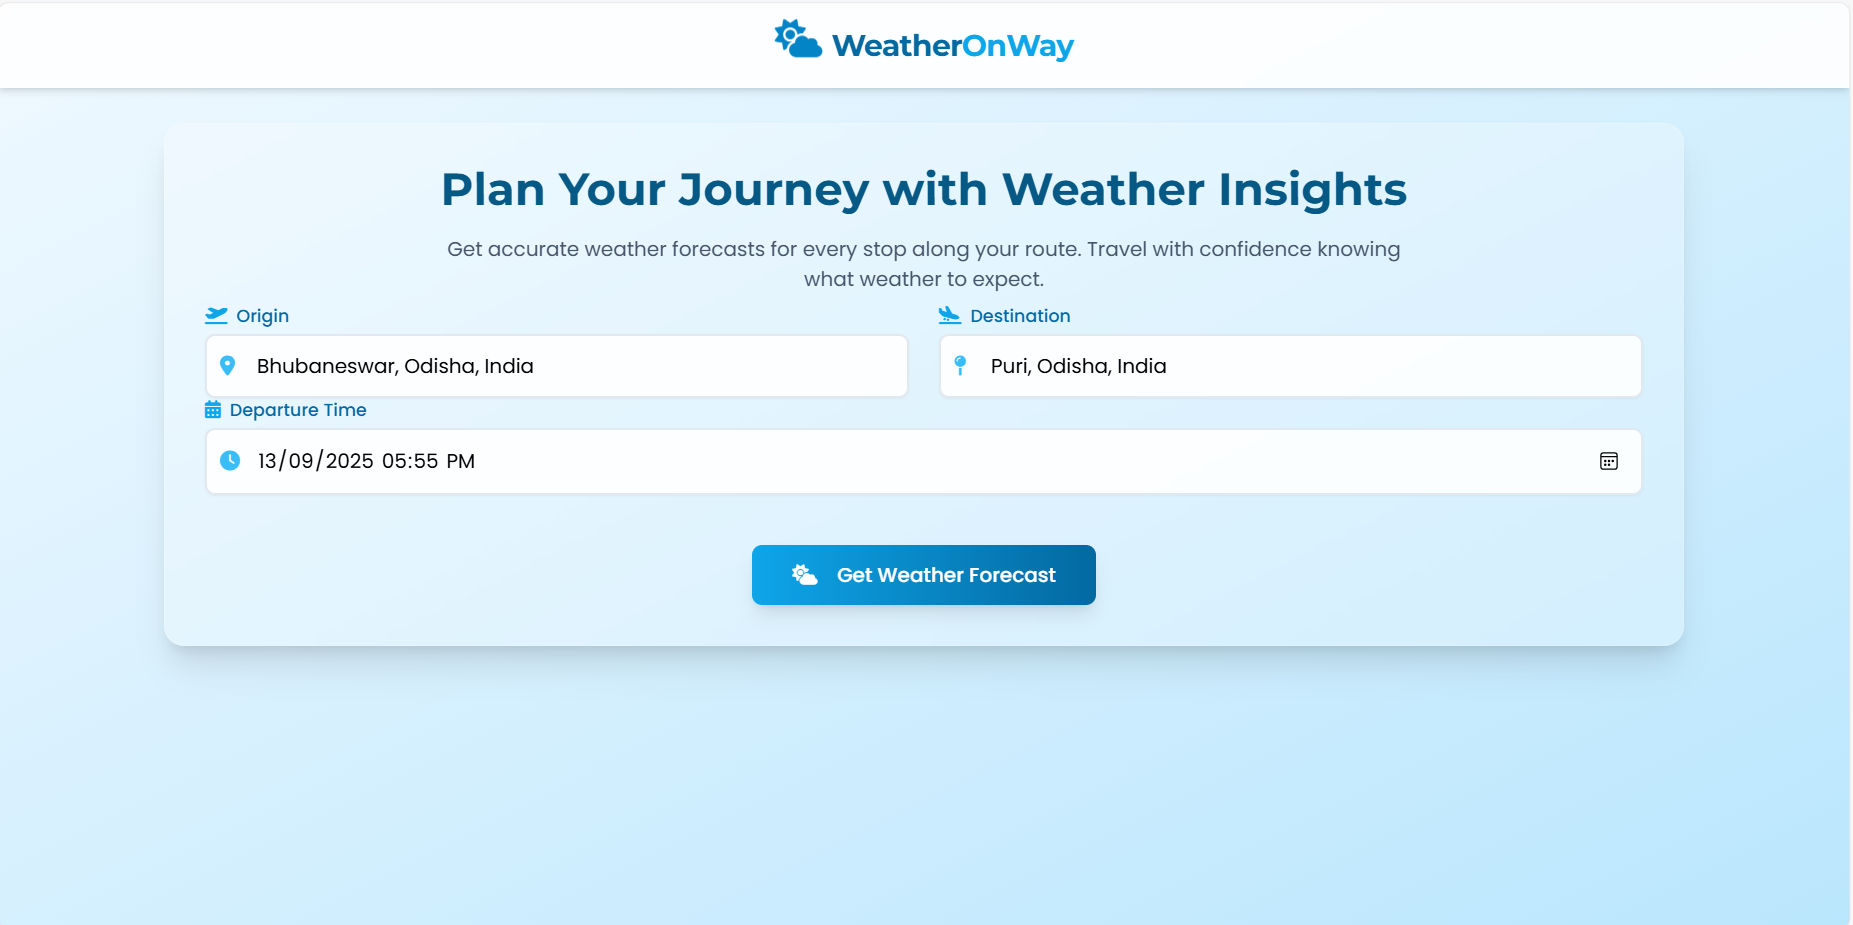 WeatherOnWay
Plan Your Journey with Weather Insights
Get accurate weather forecasts for every stop along your route. Travel with confidence knowing
what weather to expect.
Origin
Destination
Bhubaneswar, Odisha, India
Puri, Odisha, India
Departure Time
13/09/2025 05:55 PM
Get Weather Forecast